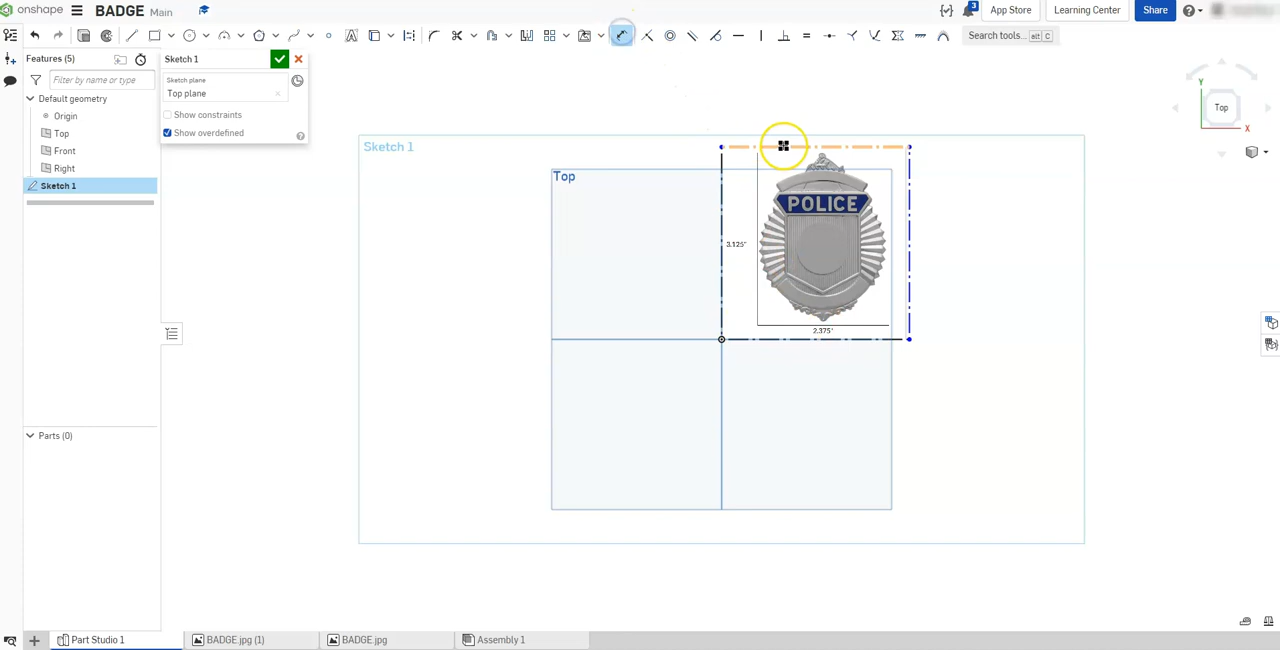 onshape BADGE Main 3 App Store Learning Center Share
Search tools... alt C
Features (5)
Filter by name or type
Default geometry
Origin
Top
Front
Right
Sketch 1
Sketch 1
Sketch plane
Top plane
Show constraints
Show overdefined
Sketch 1
Top
POLICE
3.125"
2.375"
Y
Top
X
Parts (0)
Part Studio 1 BADGE.jpg (1) BADGE.jpg Assembly 1